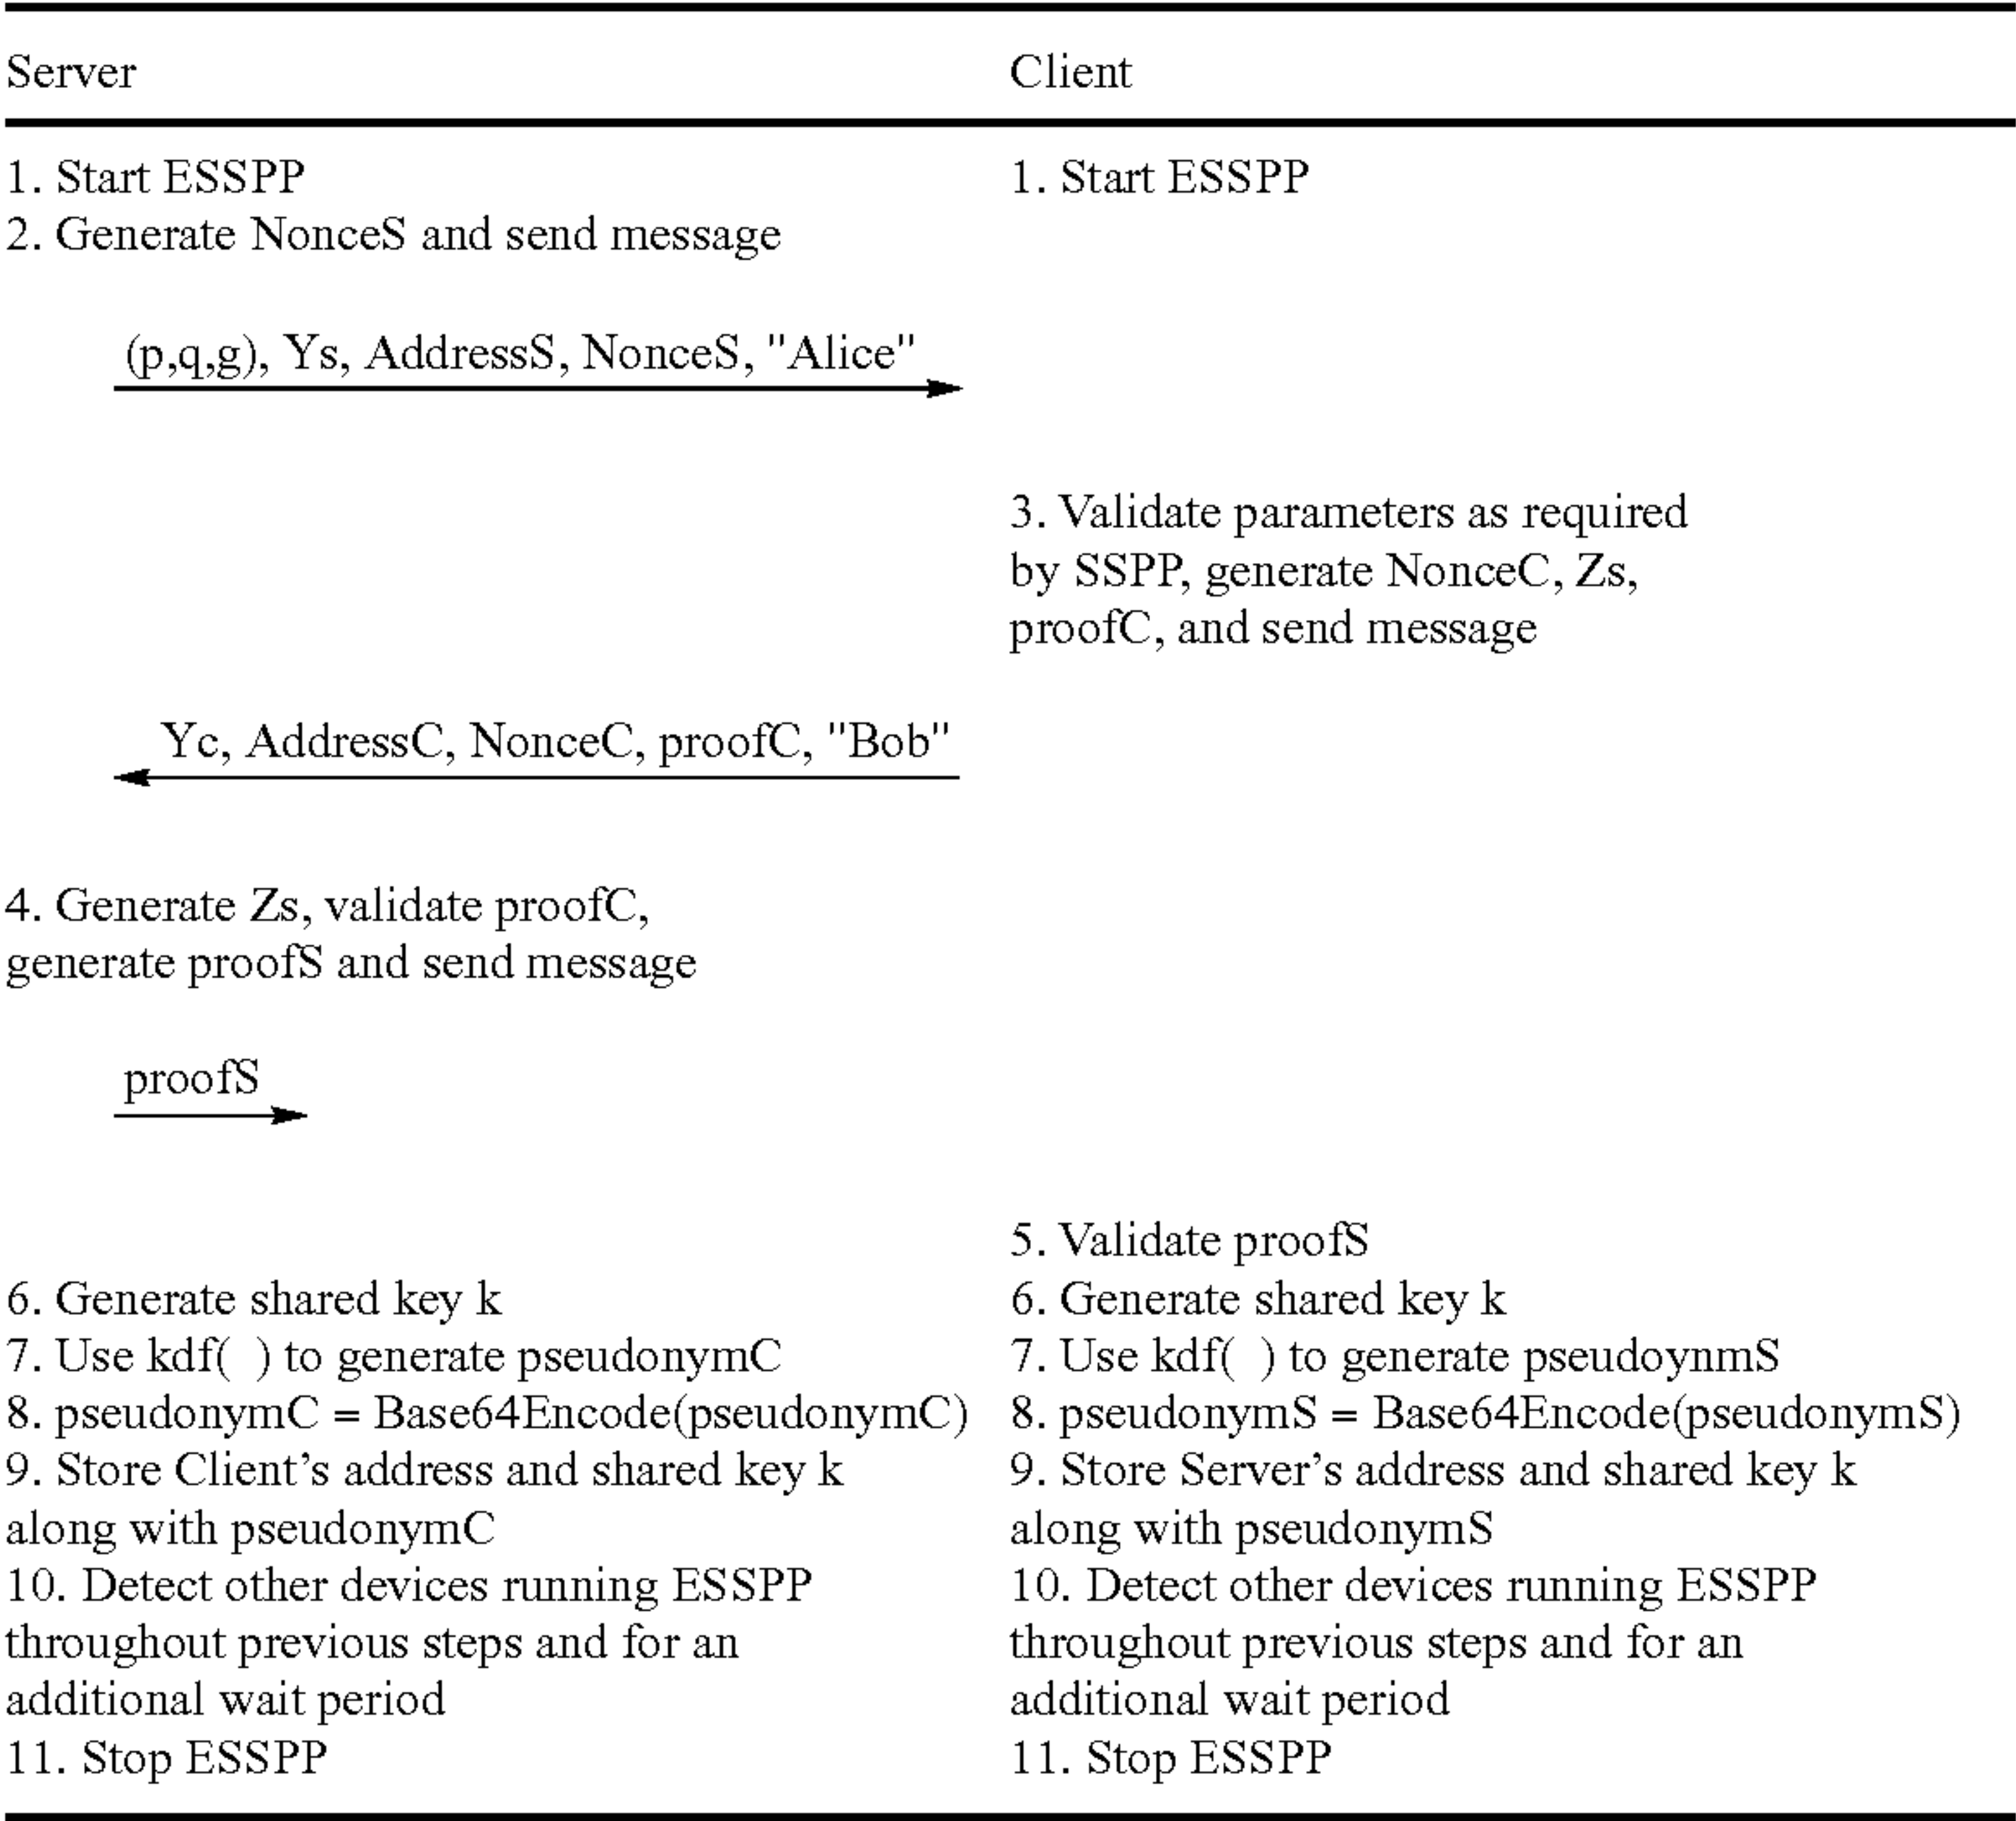 Server Client
1. Start ESSPP 1. Start ESSPP
2. Generate NonceS and send message
(p,q,g), Ys, AddressS, NonceS, "Alice"
3. Validate parameters as required
by SSPP, generate NonceC, Zs,
proofC, and send message
Yc, AddressC, NonceC, proofC, "Bob"
4. Generate Zs, validate proofC,
generate proofS and send message
proofS
5. Validate proofS
6. Generate shared key k 6. Generate shared key k
7. Use kdf( ) to generate pseudonymC 7. Use kdf( ) to generate pseudoynmS
8. pseudonymC = Base64Encode(pseudonymC) 8. pseudonymS = Base64Encode(pseudonymS)
9. Store Client's address and shared key k 9. Store Server's address and shared key k
along with pseudonymC along with pseudonymS
10. Detect other devices running ESSPP 10. Detect other devices running ESSPP
throughout previous steps and for an throughout previous steps and for an
additional wait period additional wait period
11. Stop ESSPP 11. Stop ESSPP